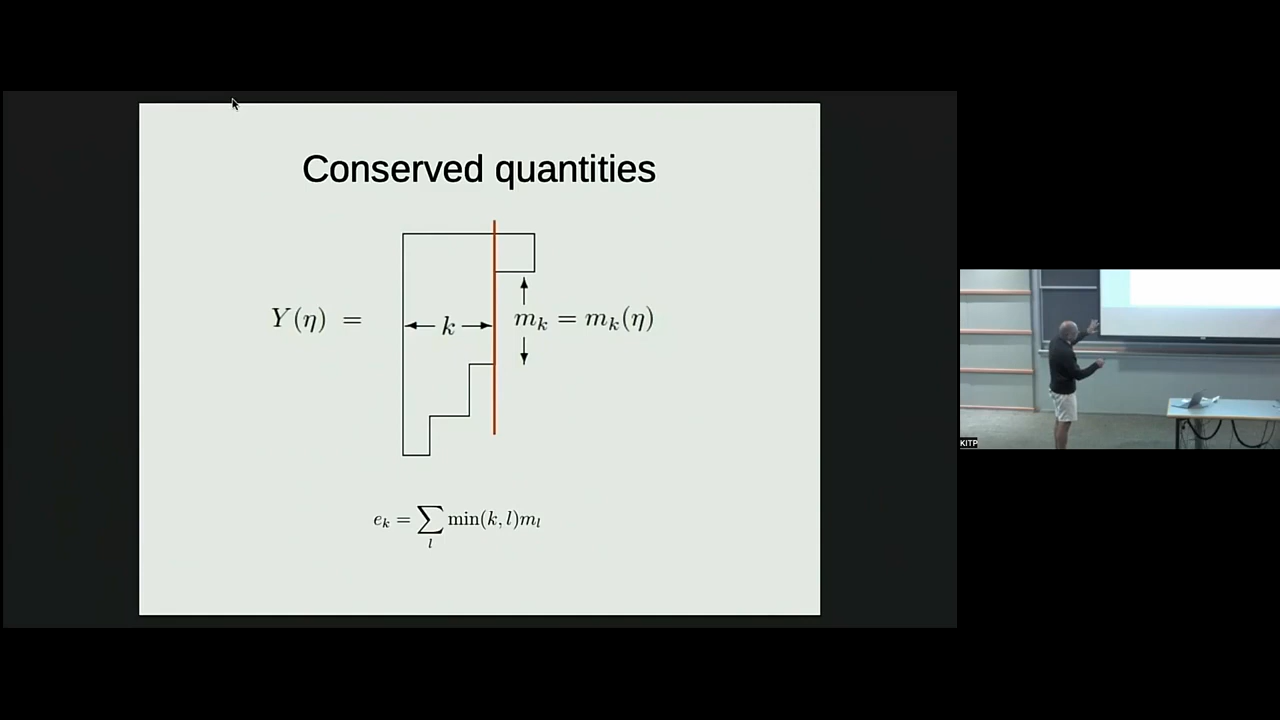 Conserved quantities
Y(η) =
k
m_k = m_k(η)
e_k = ∑_l min(k, l)m_l
KITP